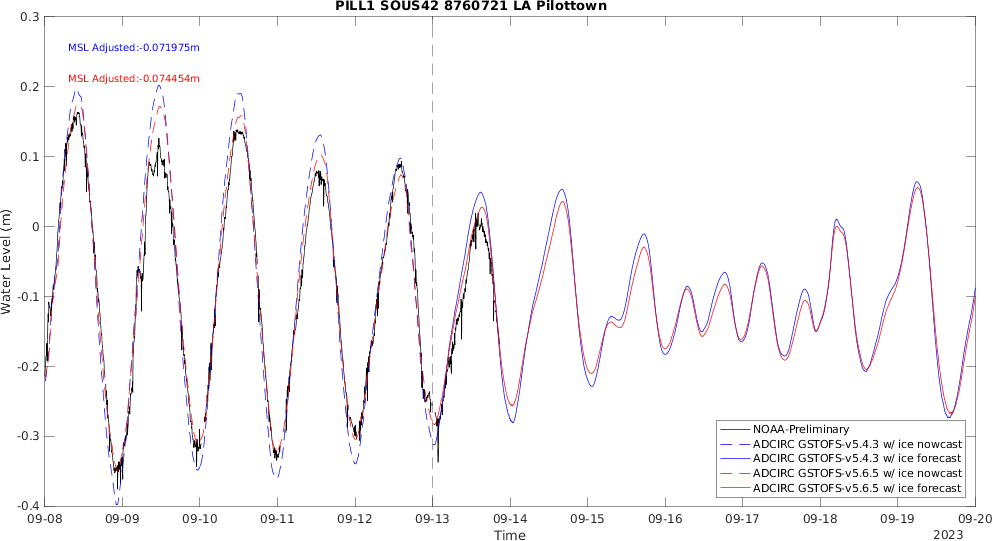 PILL1 SOUS42 8760721 LA Pilottown
MSL Adjusted:-0.071975m
MSL Adjusted:-0.074454m
Water Level (m)
0.3
0.2
0.1
0
-0.1
-0.2
-0.3
-0.4
NOAA-Preliminary
ADCIRC GSTOFS-v5.4.3 w/ ice nowcast
ADCIRC GSTOFS-v5.4.3 w/ ice forecast
ADCIRC GSTOFS-v5.6.5 w/ ice nowcast
ADCIRC GSTOFS-v5.6.5 w/ ice forecast
09-08 09-09 09-10 09-11 09-12 09-13 09-14 09-15 09-16 09-17 09-18 09-19 09-20
Time
2023